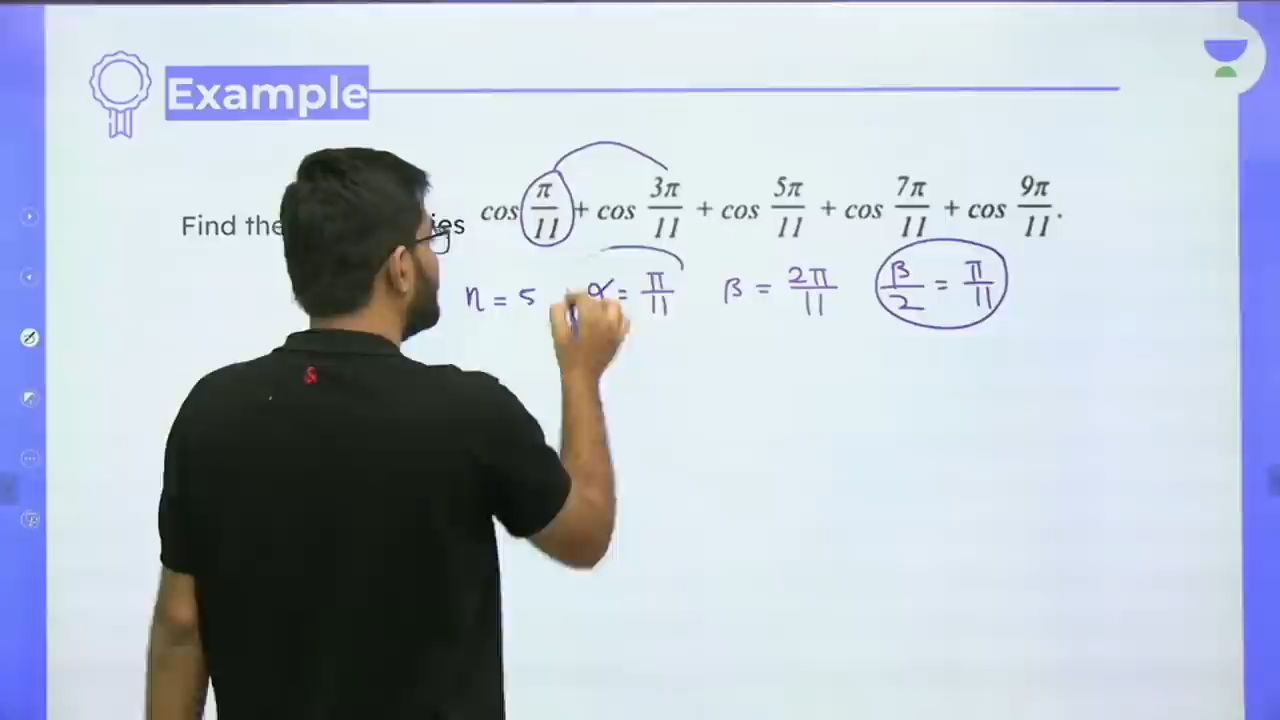 Example
Find the ies cos π/11 + cos 3π/11 + cos 5π/11 + cos 7π/11 + cos 9π/11.
n = 5 α = π/11 β = 2π/11 β/2 = π/11